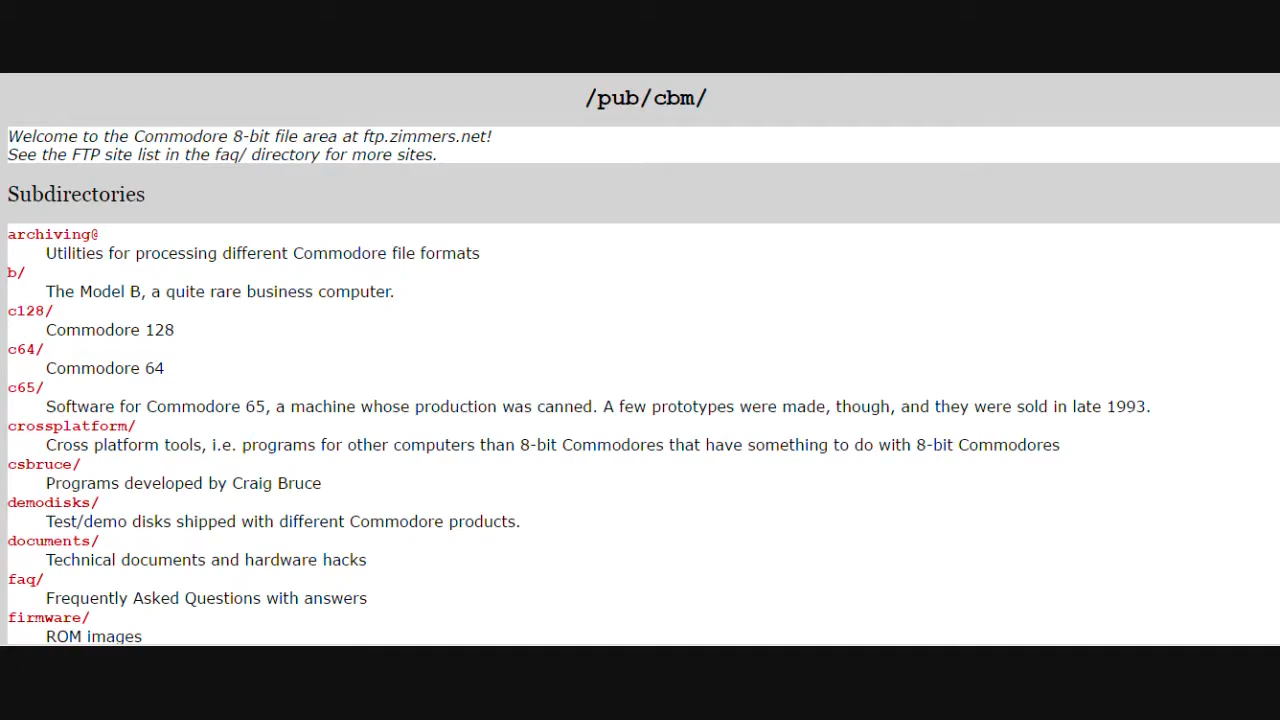 /pub/cbm/
Welcome to the Commodore 8-bit file area at ftp.zimmers.net!
See the FTP site list in the faq/ directory for more sites.
Subdirectories
archiving@
Utilities for processing different Commodore file formats
b/
The Model B, a quite rare business computer.
c128/
Commodore 128
c64/
Commodore 64
c65/
Software for Commodore 65, a machine whose production was canned. A few prototypes were made, though, and they were sold in late 1993.
crossplatform/
Cross platform tools, i.e. programs for other computers than 8-bit Commodores that have something to do with 8-bit Commodores
csbruce/
Programs developed by Craig Bruce
demodisks/
Test/demo disks shipped with different Commodore products.
documents/
Technical documents and hardware hacks
faq/
Frequently Asked Questions with answers
firmware/
ROM images